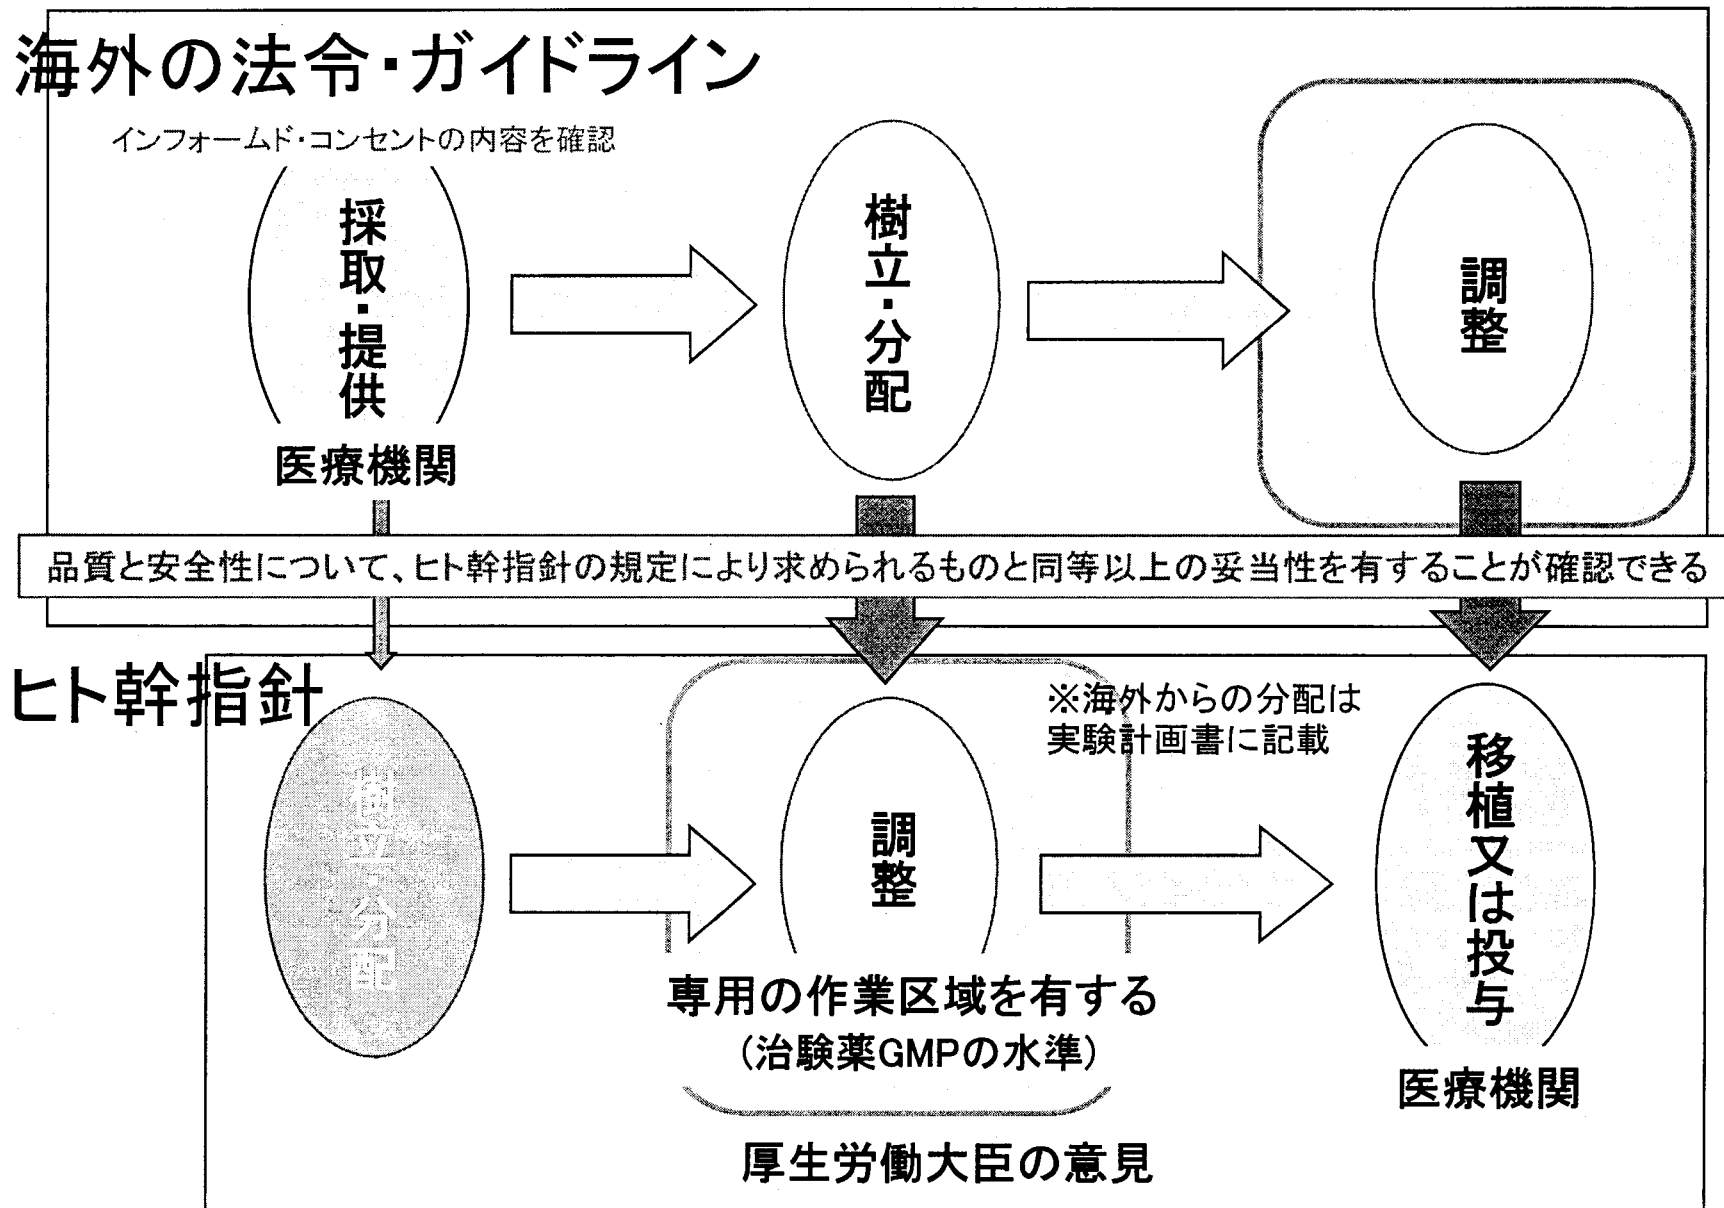 海外の法令・ガイドライン
インフォームド・コンセントの内容を確認
採取・提供
医療機関
樹立・分配
調整
品質と安全性について、ヒト幹指針の規定により求められるものと同等以上の妥当性を有することが確認できる
ヒト幹指針
樹立・分配
調整
専用の作業区域を有する
(治験薬GMPの水準)
※海外からの分配は
実験計画書に記載
移植又は投与
医療機関
厚生労働大臣の意見